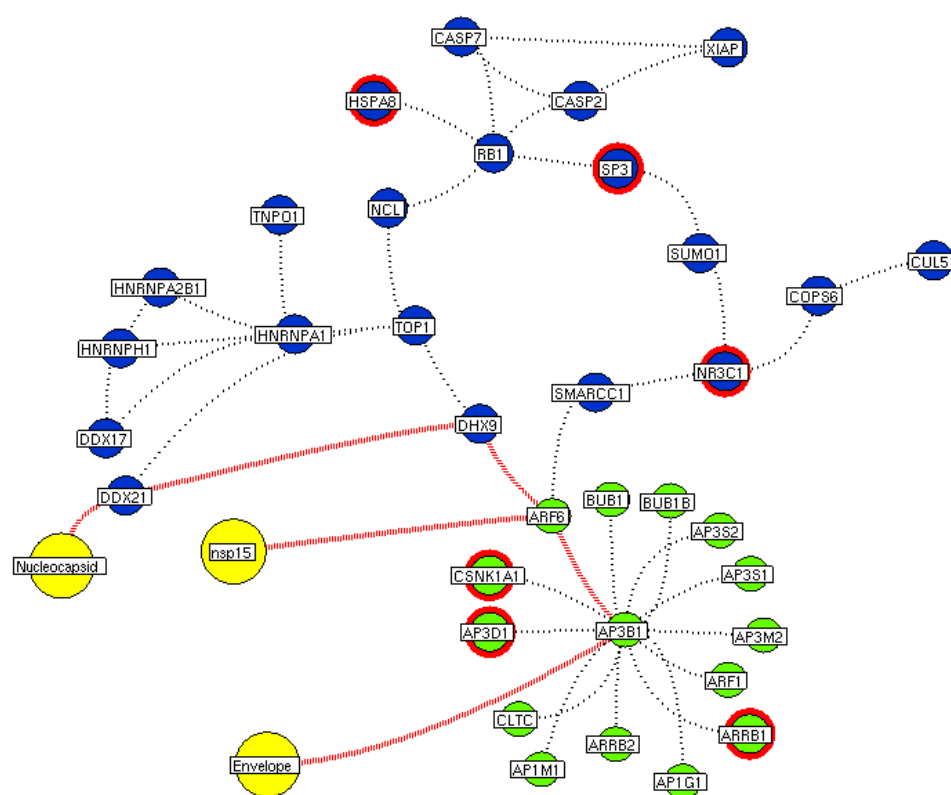 CASP7
XIAP
HSPA8
CASP2
RB1
SP3
TNPO1
NCL
SUMO1
CUL5
HNRNPA2B1
COPS6
HNRNPA1
TOP1
HNRNPH1
NR3C1
SMARCC1
DDX17
DHX9
DDX21
BUB1
BUB1B
ARF6
AP3S2
Nucleocapsid
nsp15
CSNK1A1
AP3S1
AP3D1
AP3B1
AP3M2
ARF1
CLTC
ARRB2
ARRB1
Envelope
AP1M1
AP1G1